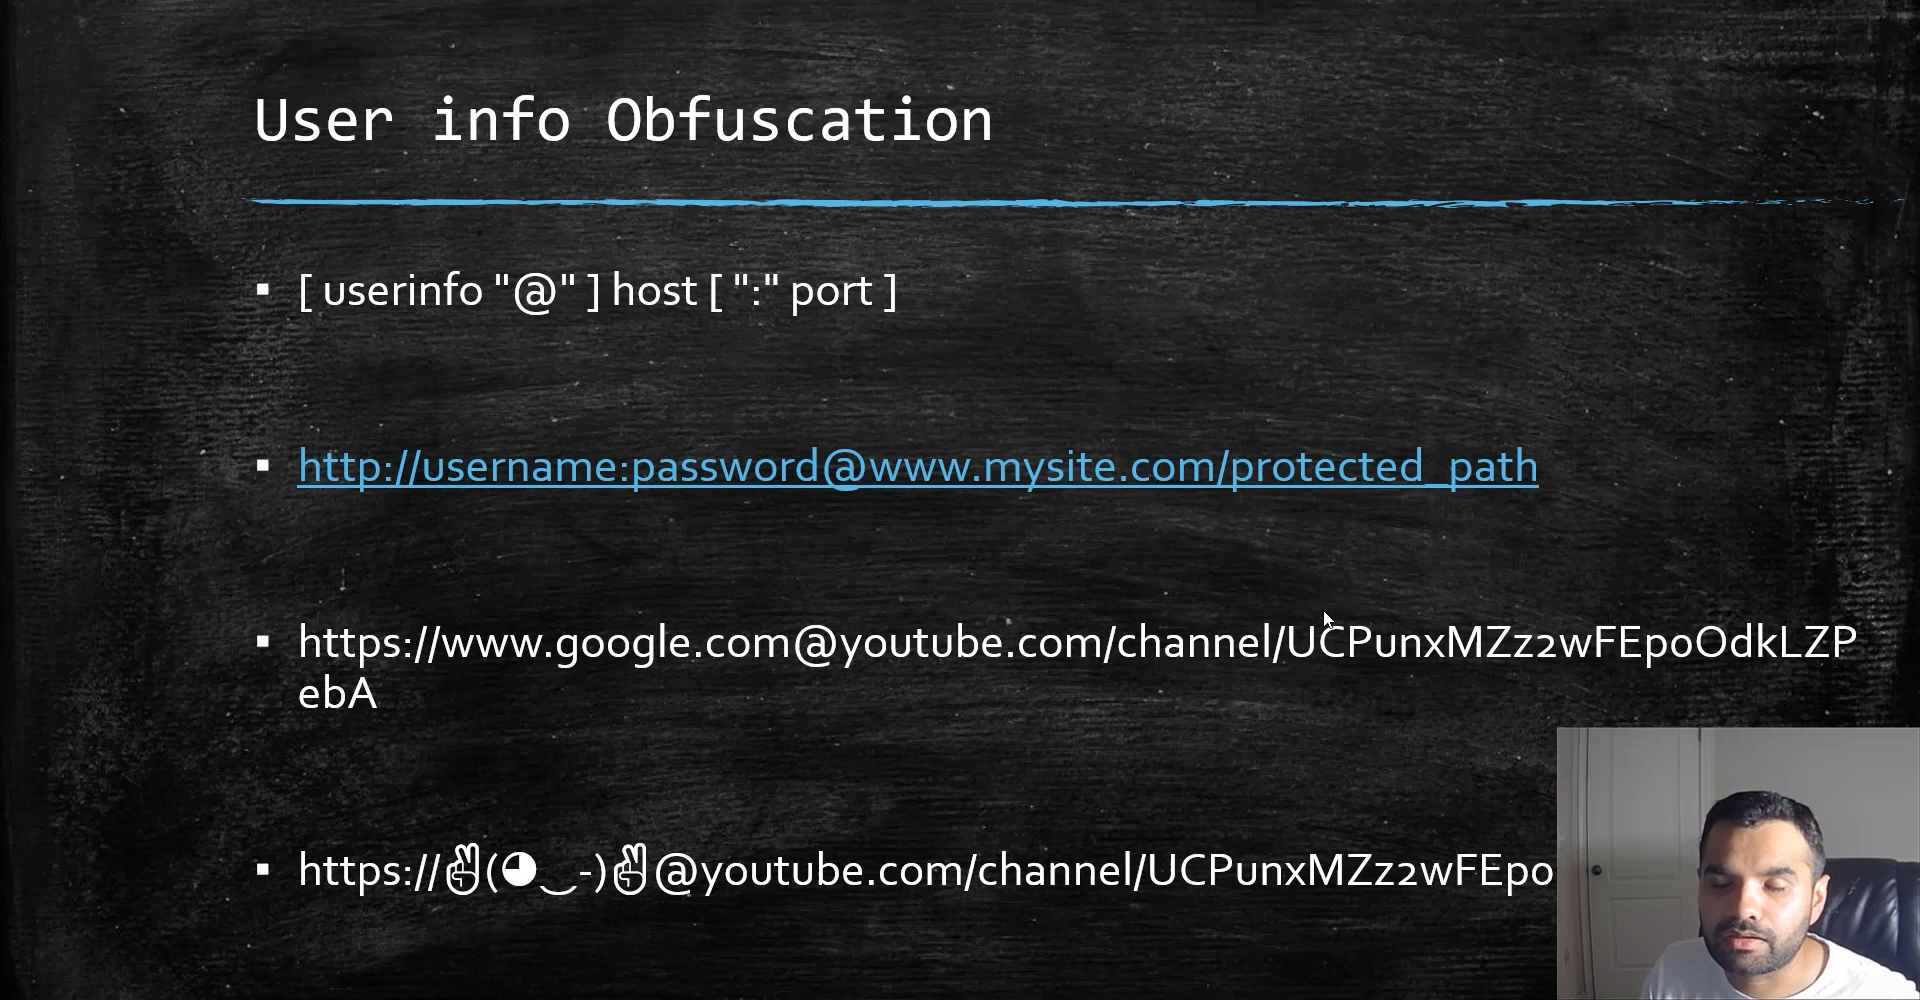 User info Obfuscation
[ userinfo "@" ] host [ ":" port ]
http://username:password@www.mysite.com/protected_path
https://www.google.com@youtube.com/channel/UCPunxMZz2wFEpoOdkLZP
ebA
https://✌(◕‿-)✌@youtube.com/channel/UCPunxMZz2wFEpo